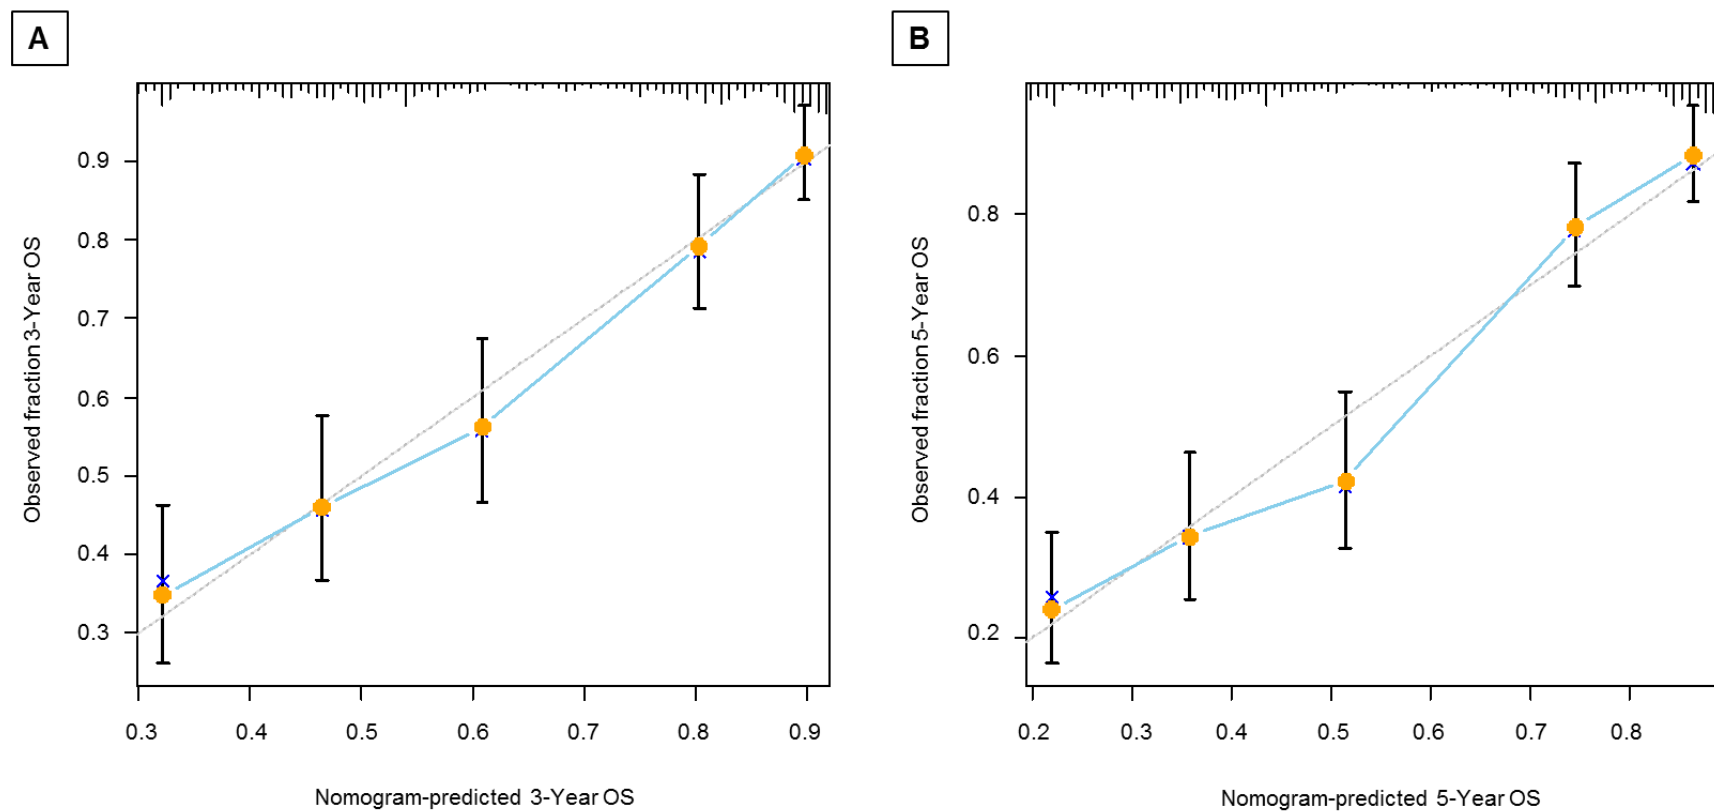 A
B
Observed fraction 3-Year OS
0.9
0.8
0.7
0.6
0.5
0.4
0.3
0.3 0.4 0.5 0.6 0.7 0.8 0.9
Nomogram-predicted 3-Year OS
Observed fraction 5-Year OS
0.8
0.6
0.4
0.2
0.2 0.3 0.4 0.5 0.6 0.7 0.8
Nomogram-predicted 5-Year OS